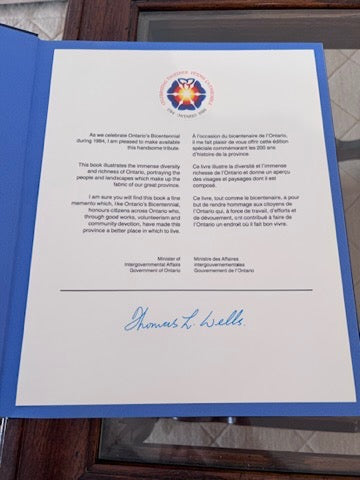 CELEBRATING TOGETHER FÊTONS ENSEMBLE
1784 ONTARIO 1984
As we celebrate Ontario's Bicentennial
during 1984, I am pleased to make available
this handsome tribute.
This book illustrates the immense diversity
and richness of Ontario, portraying the
people and landscapes which make up the
fabric of our great province.
I am sure you will find this book a fine
memento which, like Ontario's Bicentennial,
honours citizens across Ontario who,
through good works, volunteerism and
community devotion, have made this
province a better place in which to live.
Minister of
Intergovernmental Affairs
Government of Ontario
À l'occasion du bicentenaire de l'Ontario,
il me fait plaisir de vous offrir cette édition
spéciale commémorant les 200 ans
d'histoire de la province.
Ce livre illustre la diversité et l'immense
richesse de l'Ontario et donne un aperçu
des visages et paysages dont il est
composé.
Ce livre, tout comme le bicentenaire, a pour
but de rendre hommage aux citoyens de
l'Ontario qui, à force de travail, d'efforts et
de dévouement, ont contribué à faire de
l'Ontario un endroit où il fait bon vivre.
Ministre des Affaires
intergouvernementales
Gouvernement de l'Ontario
Thomas L. Wells.